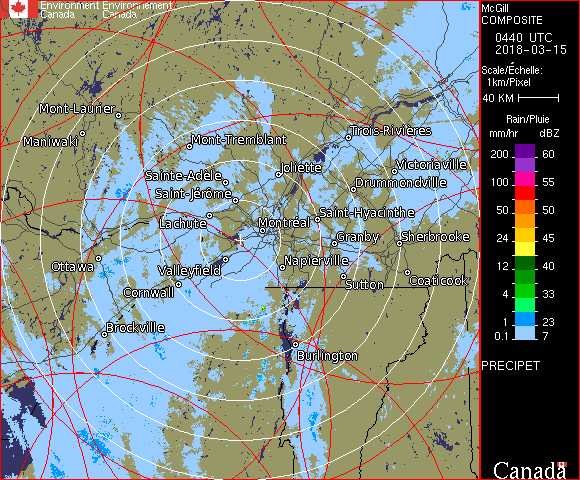 Environment Environnement
Canada Canada
McGill
COMPOSITE
0440 UTC
2018-03-15
Scale/Échelle:
1km/Pixel
40 KM
Rain/Pluie
mm/hr dBZ
200 60
100 55
50 50
24 45
12 40
8 33
4 28
1 23
0.1 7
PRECIPET
Canada
Mont-Laurier
Maniwaki
Mont-Tremblant
Trois-Rivières
Sainte-Adèle
Joliette
Victoriaville
Saint-Jérôme
Drummondville
Lachute
Montréal
Saint-Hyacinthe
Granby
Sherbrooke
Ottawa
Valleyfield
Napierville
Cornwall
Sutton
Coaticook
Brockville
Burlington